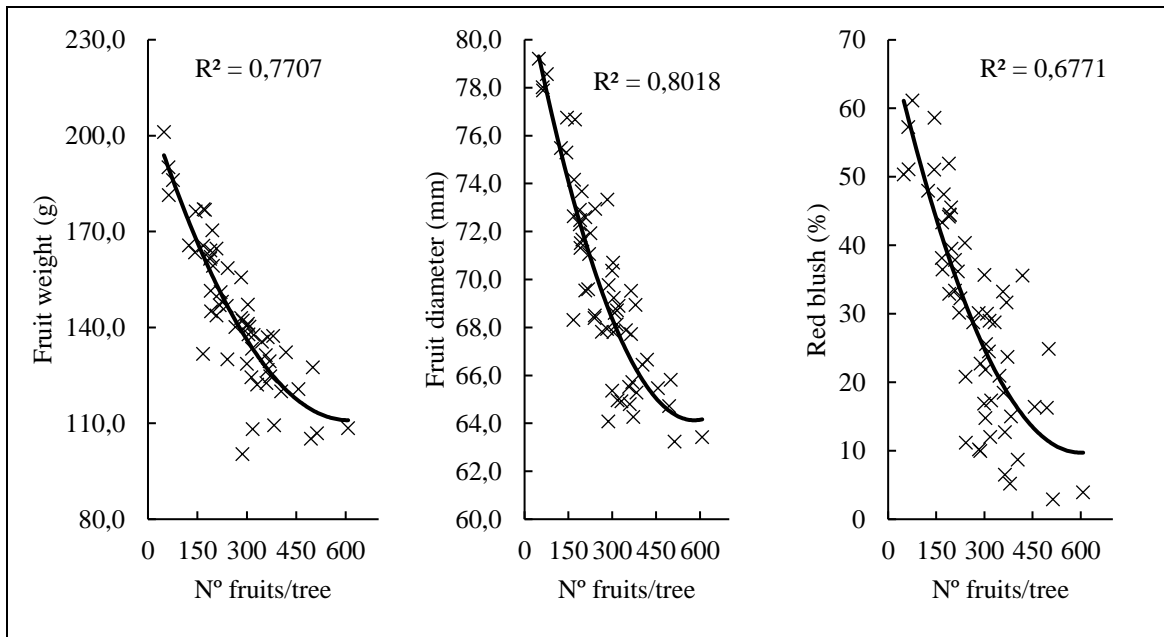 230,0
200,0
170,0
140,0
110,0
80,0
Fruit weight (g)
R² = 0,7707
0 150 300 450 600
Nº fruits/tree
80,0
78,0
76,0
74,0
72,0
70,0
68,0
66,0
64,0
62,0
60,0
Fruit diameter (mm)
R² = 0,8018
0 150 300 450 600
Nº fruits/tree
70
60
50
40
30
20
10
0
Red blush (%)
R² = 0,6771
0 150 300 450 600
Nº fruits/tree